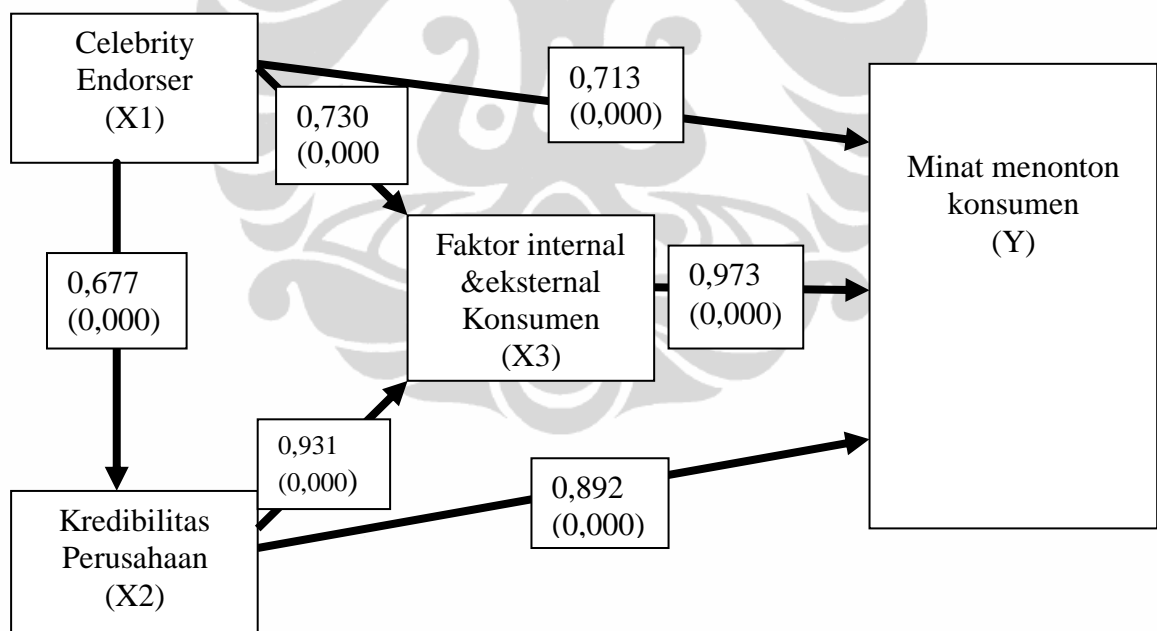 Celebrity
Endorser
(X1)
0,713
(0,000)
0,730
(0,000
Minat menonton
konsumen
(Y)
Faktor internal
&eksternal
Konsumen
(X3)
0,973
(0,000)
0,677
(0,000)
0,931
(0,000)
0,892
(0,000)
Kredibilitas
Perusahaan
(X2)